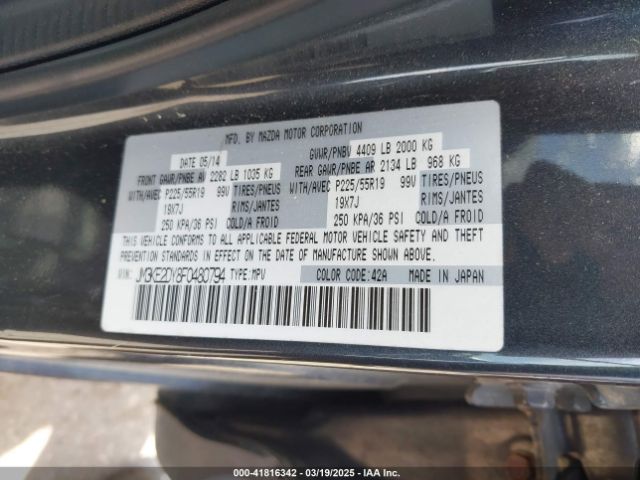 MFD. BY MAZDA MOTOR CORPORATION
DATE 05/14 GVWR/PNBV 4409 LB 2000 KG
FRONT GAWR/PNBE AV 2282 LB 1035 KG REAR GAWR/PNBE AR 2134 LB 968 KG
WITH/AVEC P225/55R19 99V TIRES/PNEUS WITH/AVEC P225/55R19 99V TIRES/PNEUS
19X7J RIMS/JANTES 19X7J RIMS/JANTES
250 KPA/36 PSI COLD/A FROID 250 KPA/36 PSI COLD/A FROID
THIS VEHICLE CONFORMS TO ALL APPLICABLE FEDERAL MOTOR VEHICLE SAFETY AND THEFT
PREVENTION STANDARDS IN EFFECT ON THE DATE OF MANUFACTURE SHOWN ABOVE.
VIN: JM3KE2DY8F0480794 TYPE: MPV COLOR CODE: 42A MADE IN JAPAN
000-41816342 | 03/19/2025 | IAA Inc.